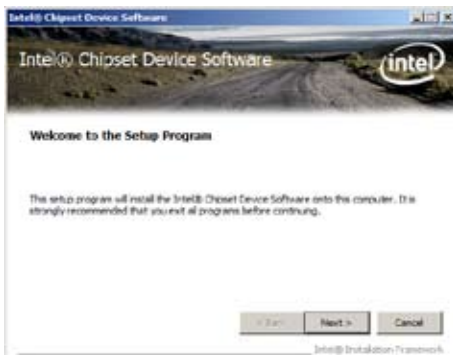 Intel® Chipset Device Software
Intel® Chipset Device Software
intel
Welcome to the Setup Program
This setup program will install the Intel® Chipset Device Software onto this computer. It is
strongly recommended that you exit all programs before continuing.
< Back
Next >
Cancel
Intel® Installation Framework